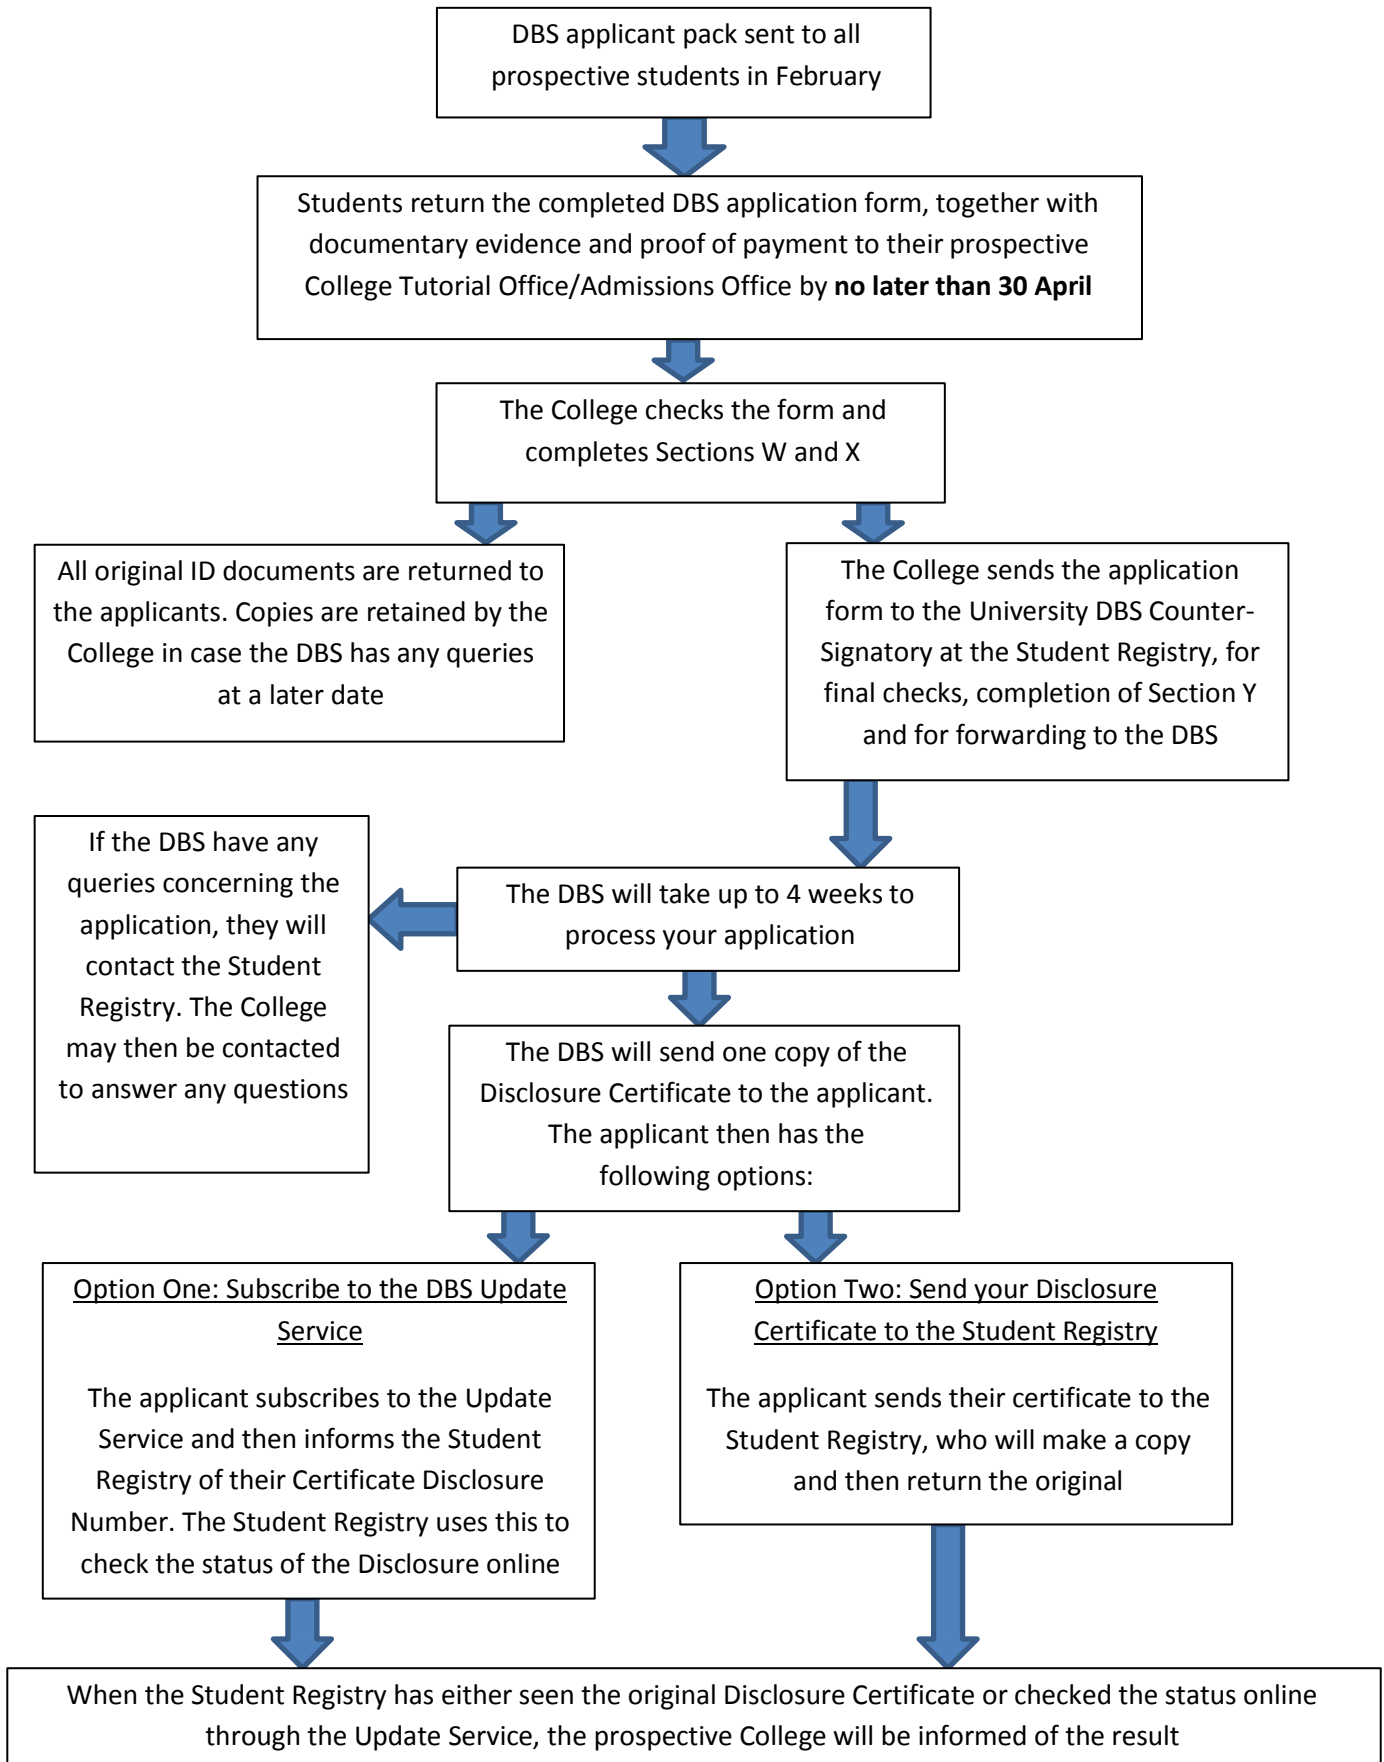 DBS applicant pack sent to all
prospective students in February
Students return the completed DBS application form, together with
documentary evidence and proof of payment to their prospective
College Tutorial Office/Admissions Office by no later than 30 April
The College checks the form and
completes Sections W and X
All original ID documents are returned to
the applicants. Copies are retained by the
College in case the DBS has any queries
at a later date
The College sends the application
form to the University DBS Counter-
Signatory at the Student Registry, for
final checks, completion of Section Y
and for forwarding to the DBS
If the DBS have any
queries concerning the
application, they will
contact the Student
Registry. The College
may then be contacted
to answer any questions
The DBS will take up to 4 weeks to
process your application
The DBS will send one copy of the
Disclosure Certificate to the applicant.
The applicant then has the
following options:
Option One: Subscribe to the DBS Update
Service
The applicant subscribes to the Update
Service and then informs the Student
Registry of their Certificate Disclosure
Number. The Student Registry uses this to
check the status of the Disclosure online
Option Two: Send your Disclosure
Certificate to the Student Registry
The applicant sends their certificate to the
Student Registry, who will make a copy
and then return the original
When the Student Registry has either seen the original Disclosure Certificate or checked the status online
through the Update Service, the prospective College will be informed of the result